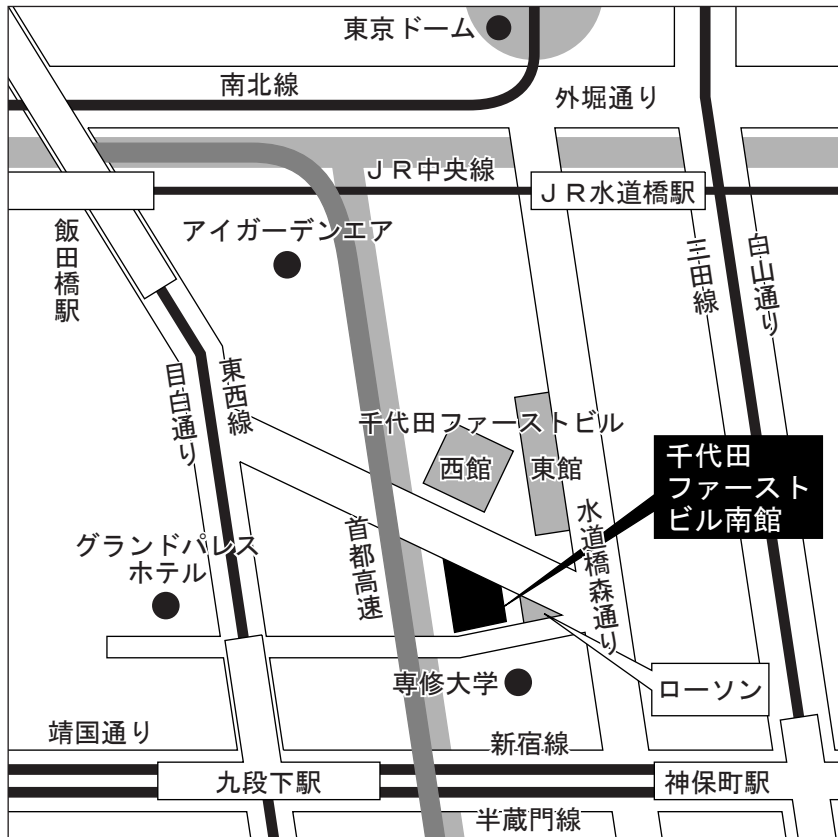 東京ドーム
南北線
外堀通り
ＪＲ中央線
ＪＲ水道橋駅
飯田橋駅
アイガーデンエア
三田線
白山通り
目白通り
東西線
千代田ファーストビル
西館
東館
千代田
ファースト
ビル南館
水道橋森通り
首都高速
グランドパレス
ホテル
専修大学
ローソン
靖国通り
新宿線
九段下駅
神保町駅
半蔵門線